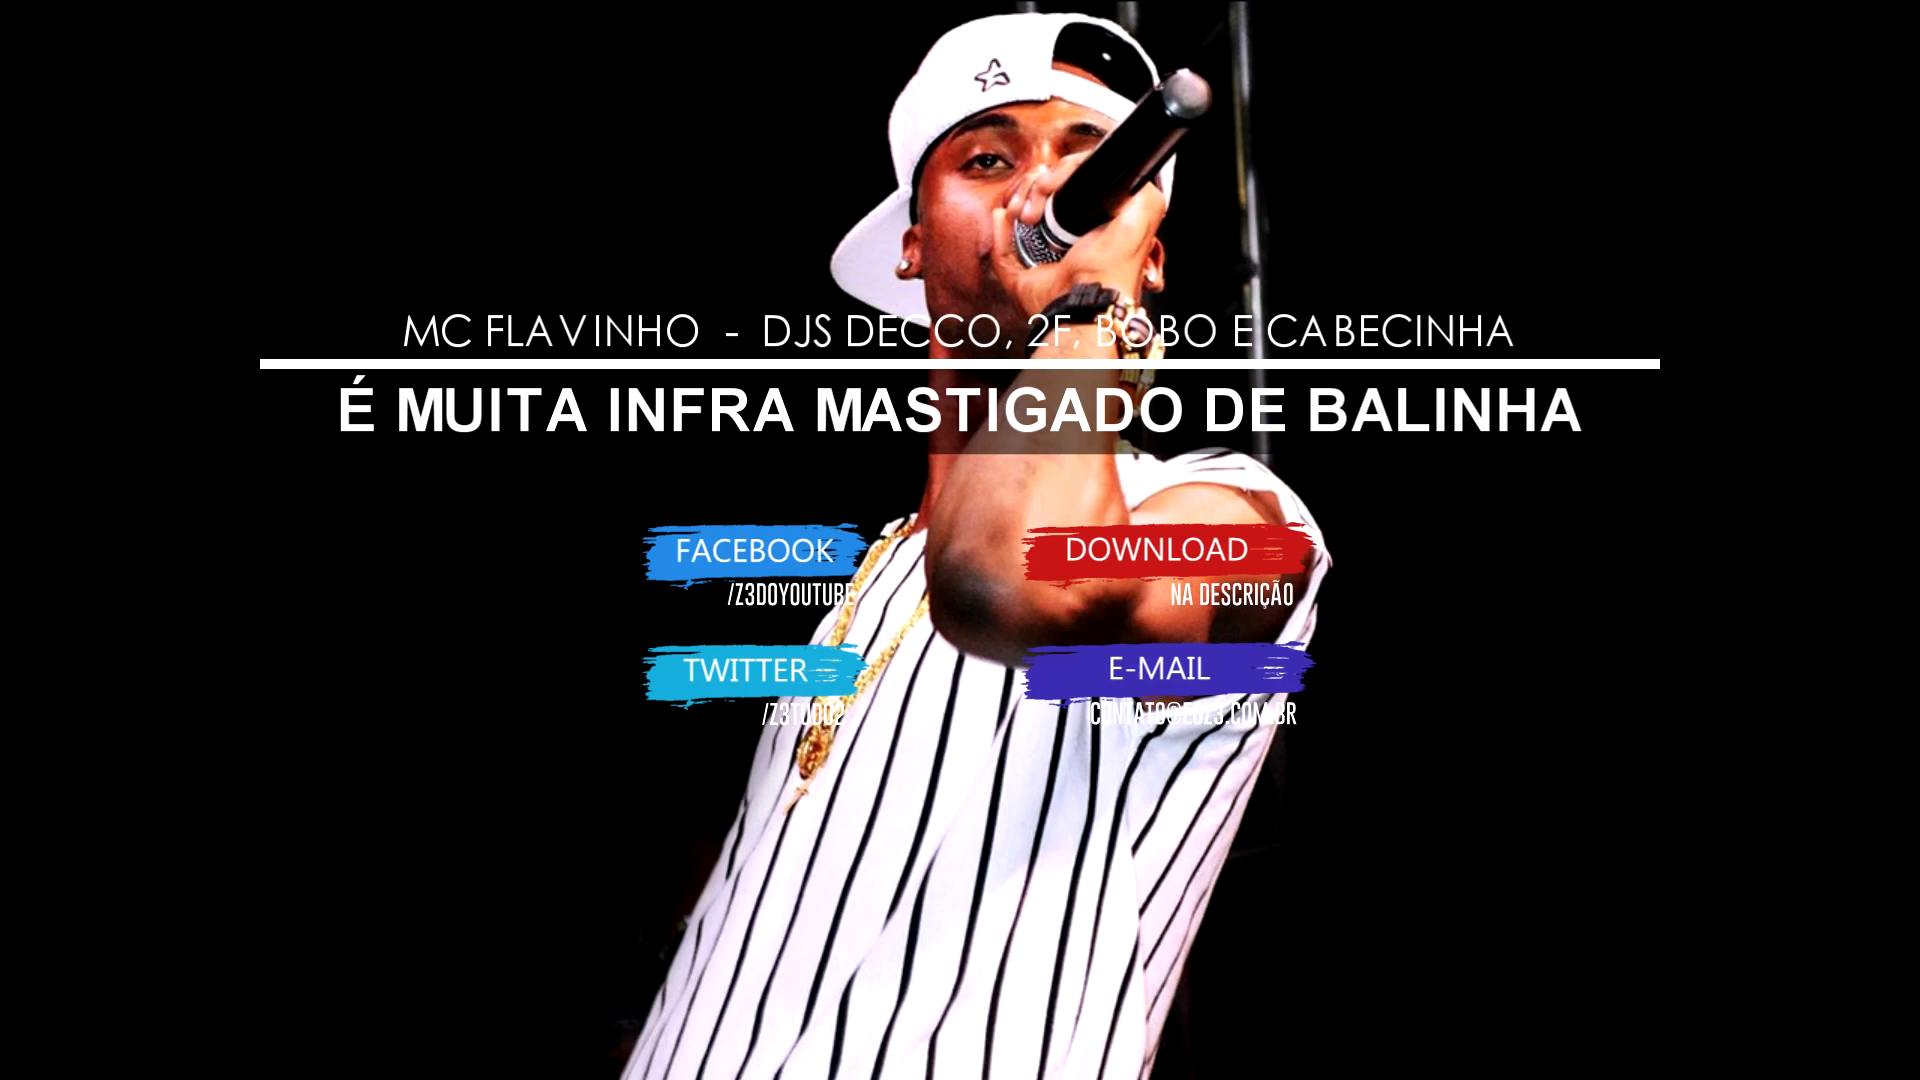 MC FLAVINHO - DJS DECCO, 2F, BOBO E CABECINHA
É MUITA INFRA MASTIGADO DE BALINHA
FACEBOOK
/Z3DOYOUTUBE
DOWNLOAD
NA DESCRIÇÃO
TWITTER
E-MAIL